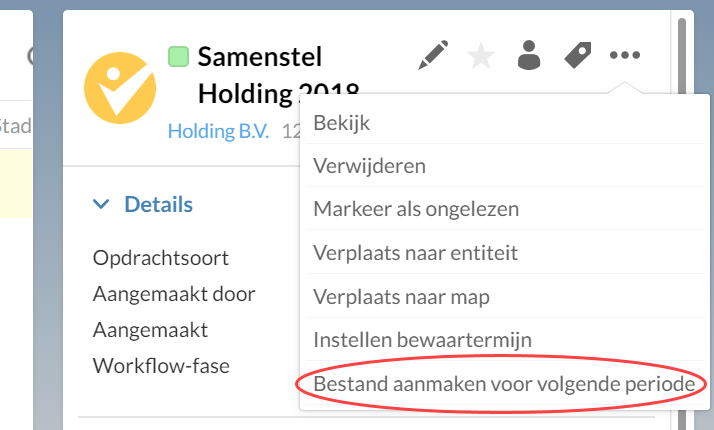 Samenstel
Holding 2018
Holding B.V. 12
Stad
Bekijk
Verwijderen
Markeer als ongelezen
Verplaats naar entiteit
Verplaats naar map
Instellen bewaartermijn
Bestand aanmaken voor volgende periode
Details
Opdrachtsoort
Aangemaakt door
Aangemaakt
Workflow-fase